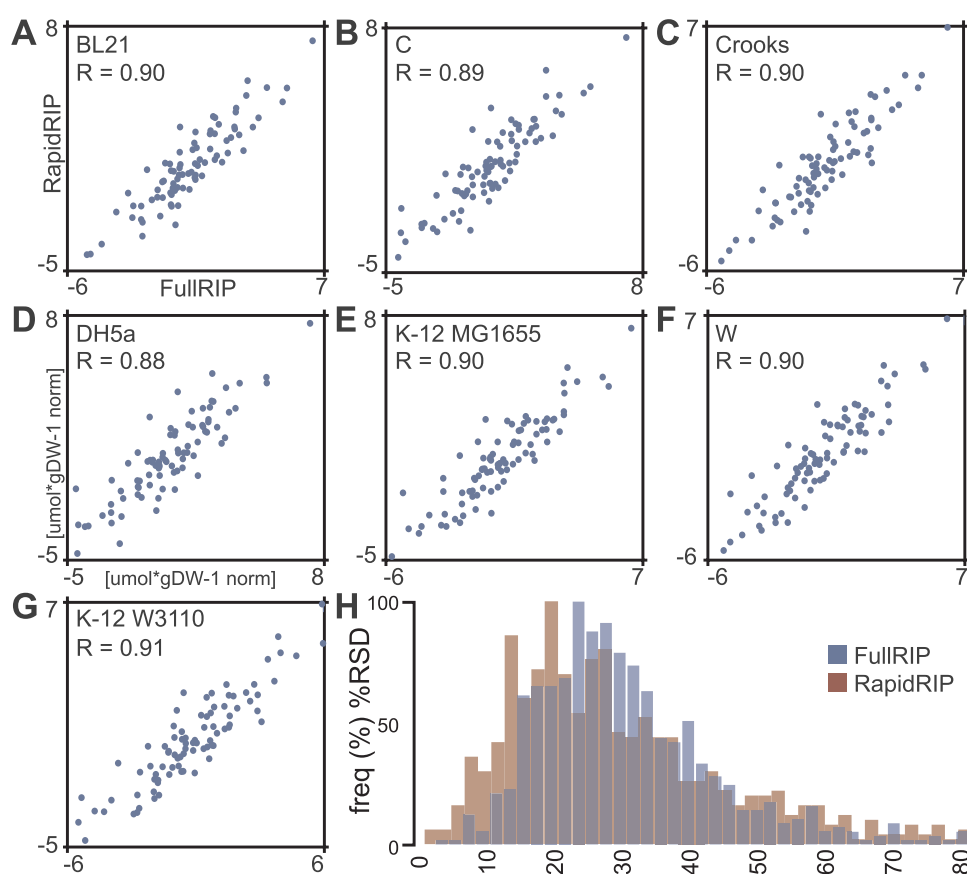 A
8
BL21
R = 0.90
RapidRIP
-5
-6
FullRIP
7
B
8
C
R = 0.89
-5
-5
8
C
7
Crooks
R = 0.90
-6
-6
7
D
8
DH5a
R = 0.88
[umol*gDW-1 norm]
-5
-5
[umol*gDW-1 norm]
8
E
8
K-12 MG1655
R = 0.90
-5
-6
7
F
7
W
R = 0.90
-6
-6
7
G
7
K-12 W3110
R = 0.91
-5
-6
6
H
100
50
0
freq (%) %RSD
FullRIP
RapidRIP
0
10
20
30
40
50
60
70
80